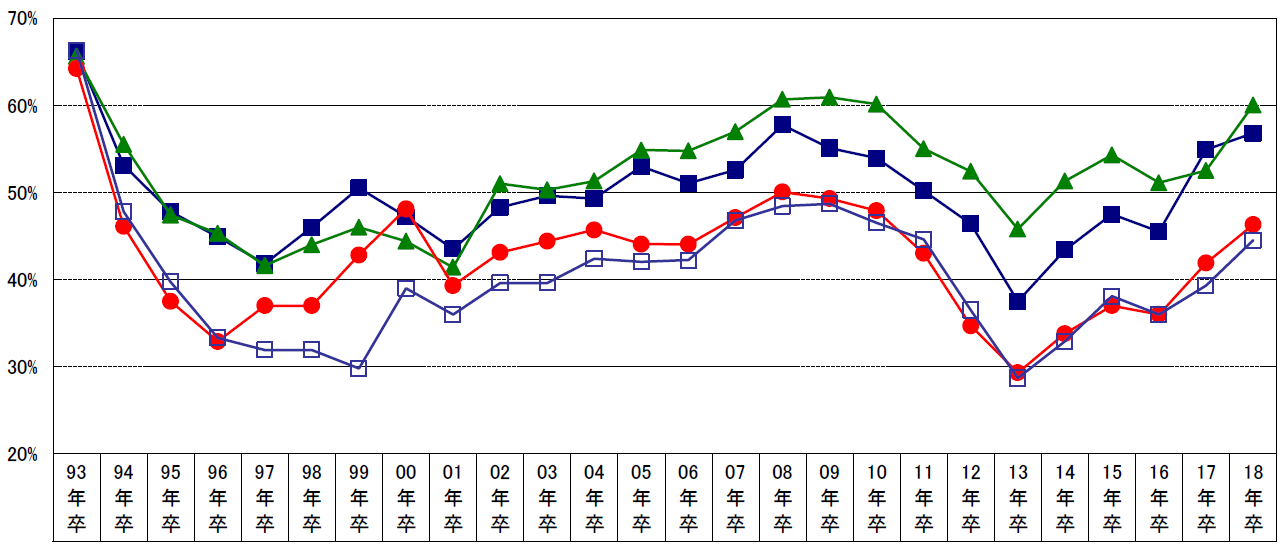 70%
60%
50%
40%
30%
20%
93 94 95 96 97 98 99 00 01 02 03 04 05 06 07 08 09 10 11 12 13 14 15 16 17 18
年 年 年 年 年 年 年 年 年 年 年 年 年 年 年 年 年 年 年 年 年 年 年 年 年 年
卒 卒 卒 卒 卒 卒 卒 卒 卒 卒 卒 卒 卒 卒 卒 卒 卒 卒 卒 卒 卒 卒 卒 卒 卒 卒